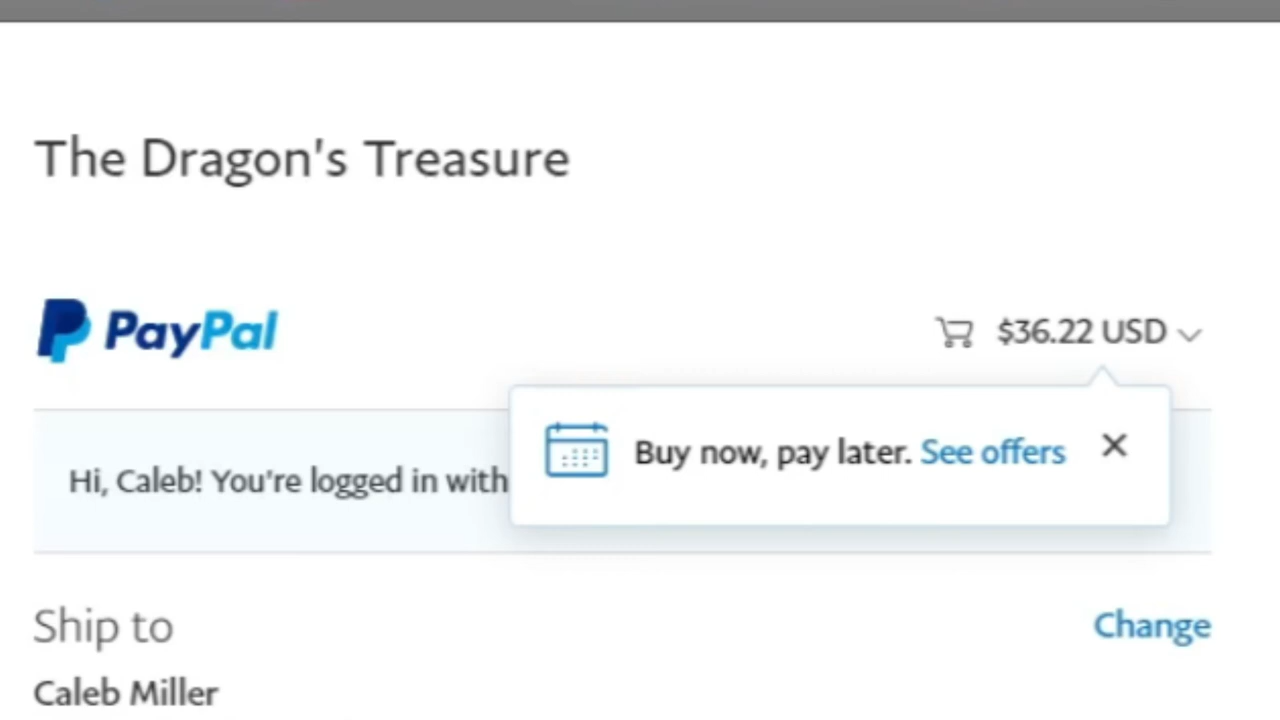 The Dragon's Treasure
PayPal
$36.22 USD
Buy now, pay later. See offers
Hi, Caleb! You're logged in with
Ship to
Change
Caleb Miller